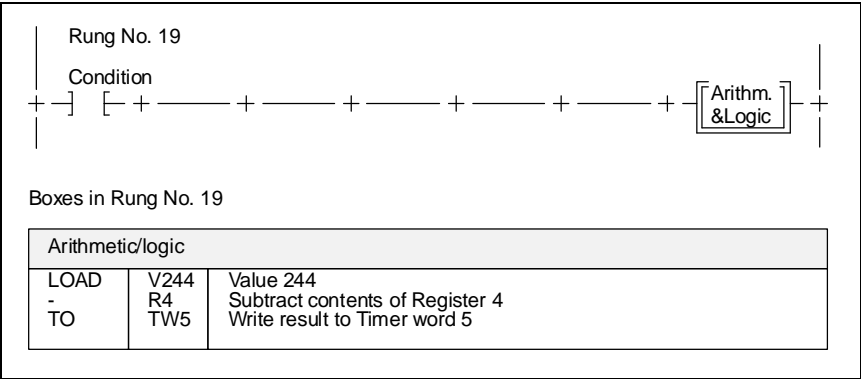 Rung No. 19
Condition
Arithm.
&Logic
Boxes in Rung No. 19
Arithmetic/logic
LOAD V244 Value 244
- R4 Subtract contents of Register 4
TO TW5 Write result to Timer word 5